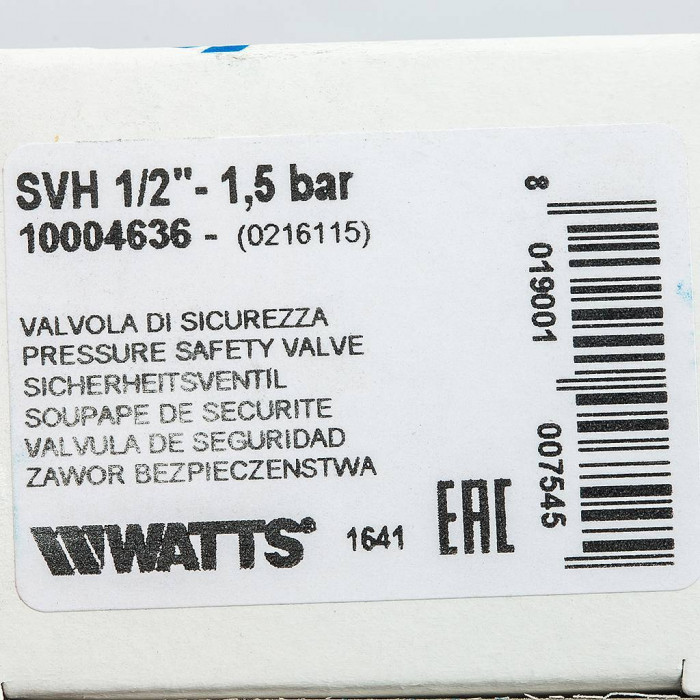 SVH 1/2"- 1,5 bar
10004636 - (0216115)
VALVOLA DI SICUREZZA
PRESSURE SAFETY VALVE
SICHERHEITSVENTIL
SOUPAPE DE SECURITE
VALVULA DE SEGURIDAD
ZAWOR BEZPIECZENSTWA
WATTS® 1641 EAC
8 019001 007545